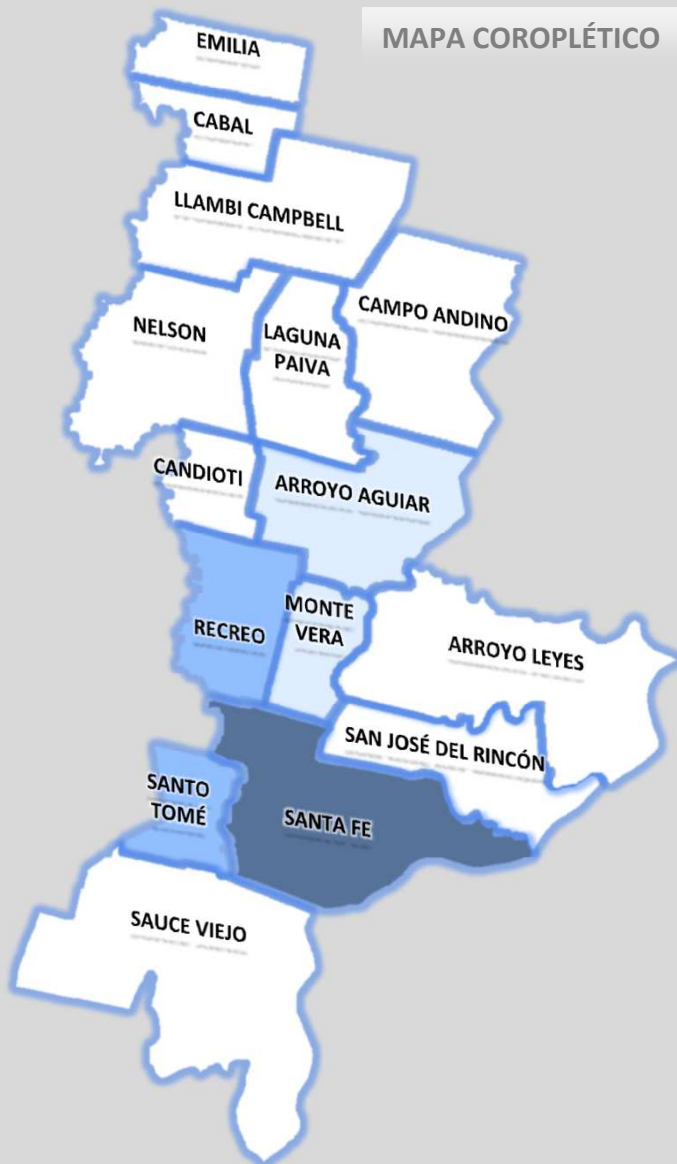 MAPA COROPLÉTICO
EMILIA
CABAL
LLAMBI CAMPBELL
CAMPO ANDINO
NELSON
LAGUNA
PAIVA
CANDIOTI
ARROYO AGUIAR
MONTE
VERA
RECREO
ARROYO LEYES
SAN JOSÉ DEL RINCÓN
SANTO
TOMÉ
SANTA FE
SAUCE VIEJO